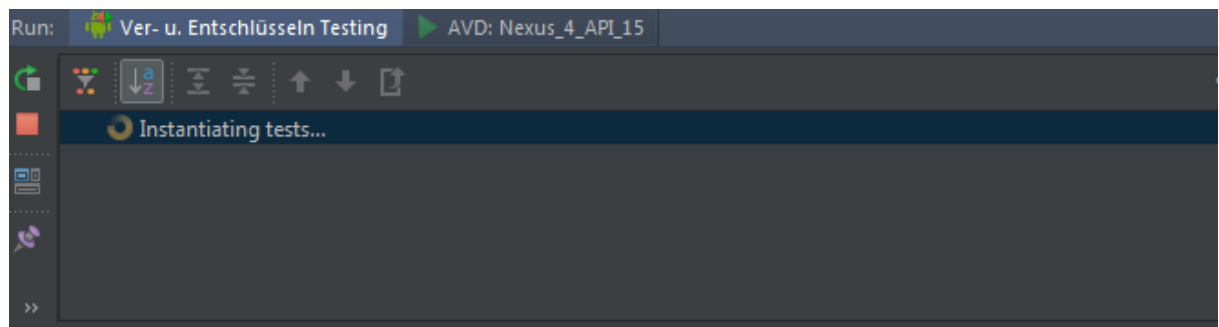 Run: Ver- u. Entschlüsseln Testing AVD: Nexus_4_API_15
a
z
Instantiating tests...